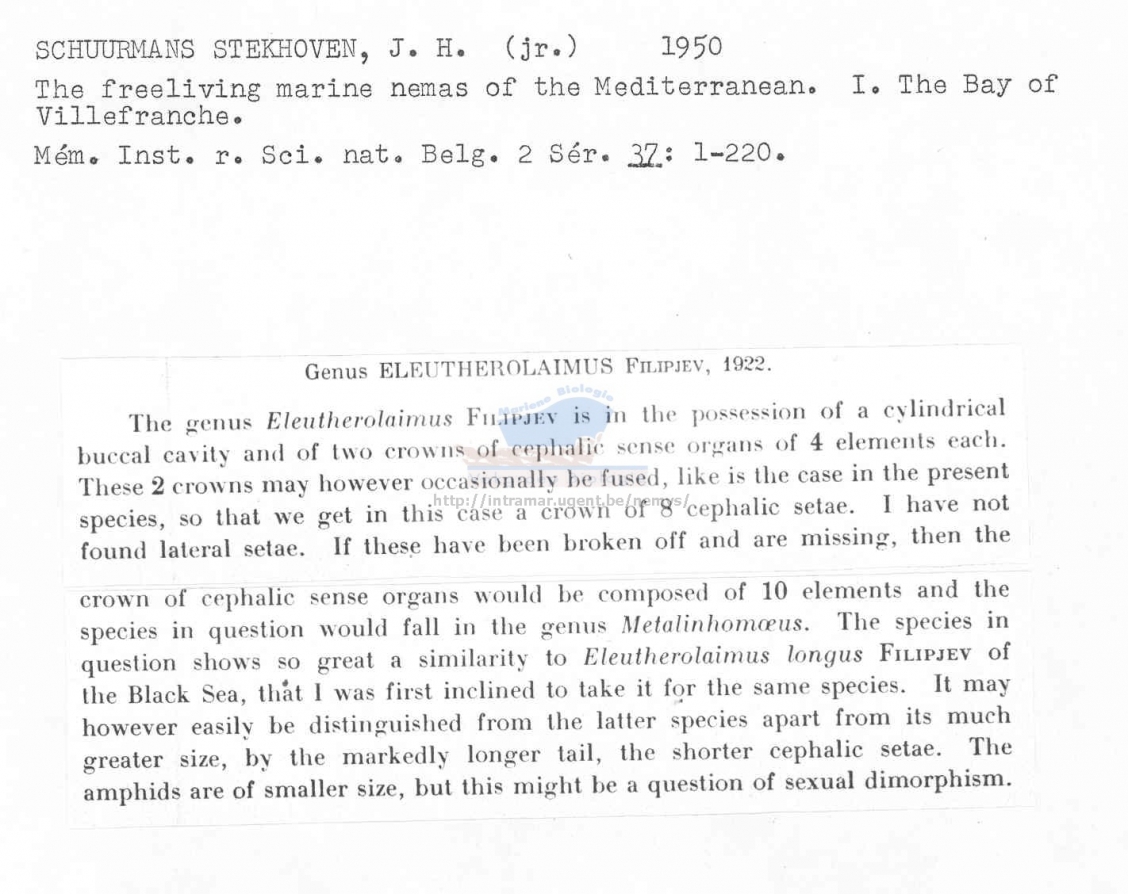 SCHUURMANS STEKHOVEN, J. H. (jr.) 1950
The freeliving marine nemas of the Mediterranean. I. The Bay of
Villefranche.
Mém. Inst. r. Sci. nat. Belg. 2 Sér. 37: 1-220.
Genus ELEUTHEROLAIMUS FILIPJEV, 1922.
Mariene Biologie
The genus Eleutherolaimus FILIPJEV is in the possession of a cylindrical
buccal cavity and of two crowns of cephalic sense organs of 4 elements each.
These 2 crowns may however occasionally be fused, like is the case in the present
http://intramar.ugent.be/nemys/
species, so that we get in this case a crown of 8 cephalic setae. I have not
found lateral setae. If these have been broken off and are missing, then the
crown of cephalic sense organs would be composed of 10 elements and the
species in question would fall in the genus Metalinhomœus. The species in
question shows so great a similarity to Eleutherolaimus longus FILIPJEV of
the Black Sea, that I was first inclined to take it for the same species. It may
however easily be distinguished from the latter species apart from its much
greater size, by the markedly longer tail, the shorter cephalic setae. The
amphids are of smaller size, but this might be a question of sexual dimorphism.